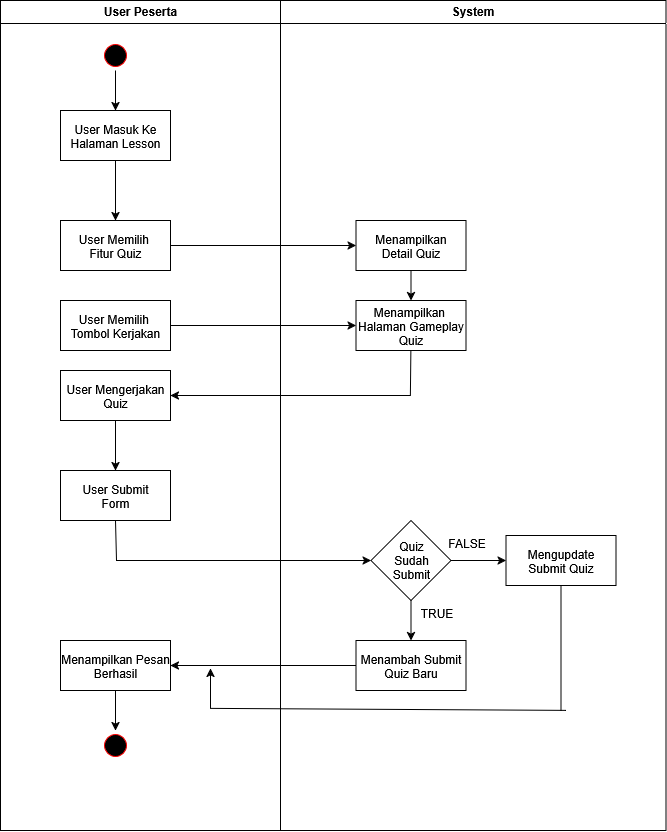 User Peserta
System
User Masuk Ke
Halaman Lesson
User Memilih
Fitur Quiz
Menampilkan
Detail Quiz
User Memilih
Tombol Kerjakan
Menampilkan
Halaman Gameplay
Quiz
User Mengerjakan
Quiz
User Submit
Form
Quiz
Sudah
Submit
FALSE
Mengupdate
Submit Quiz
TRUE
Menampilkan Pesan
Berhasil
Menambah Submit
Quiz Baru